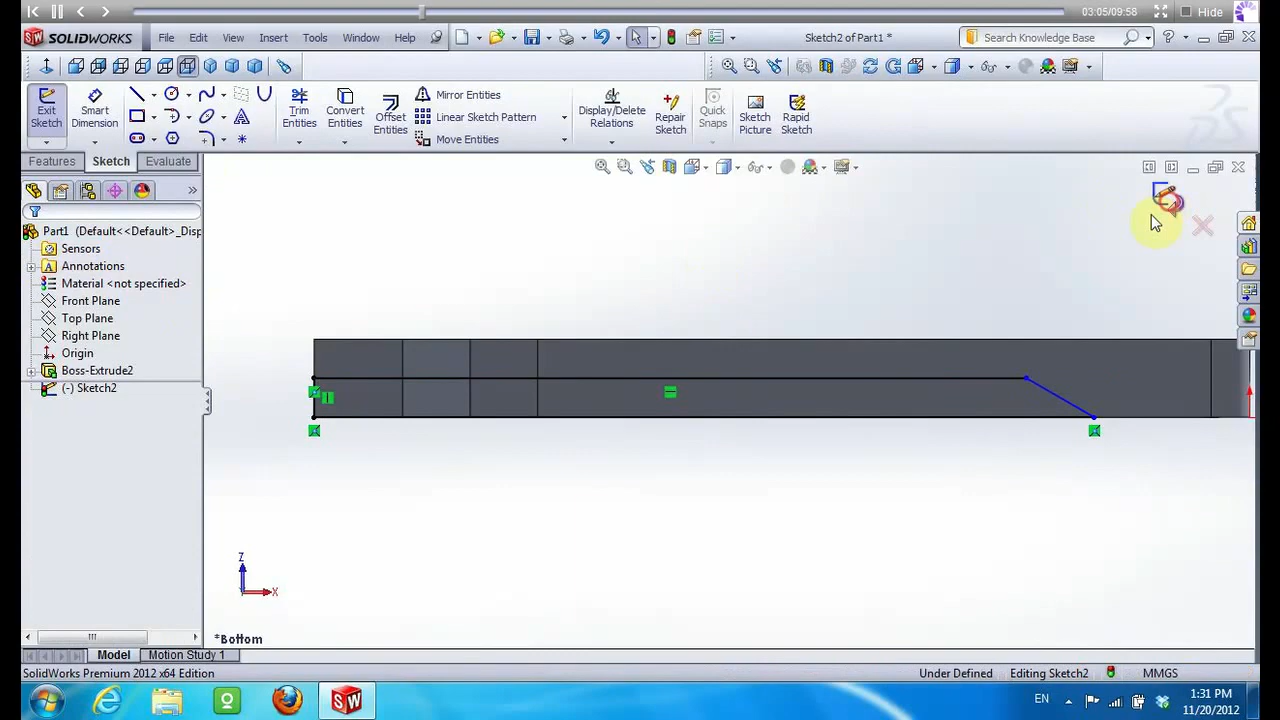 03:05/09:58
Hide
SOLIDWORKS
File
Edit
View
Insert
Tools
Window
Help
Sketch2 of Part1 *
Search Knowledge Base
Exit Sketch
Smart Dimension
Trim Entities
Convert Entities
Offset Entities
Mirror Entities
Linear Sketch Pattern
Move Entities
Display/Delete Relations
Repair Sketch
Quick Snaps
Sketch Picture
Rapid Sketch
Features
Sketch
Evaluate
Part1 (Default<<Default>_Disp
Sensors
Annotations
Material <not specified>
Front Plane
Top Plane
Right Plane
Origin
Boss-Extrude2
(-) Sketch2
Z
X
*Bottom
Model
Motion Study 1
SolidWorks Premium 2012 x64 Edition
Under Defined
Editing Sketch2
MMGS
EN
1:31 PM
11/20/2012